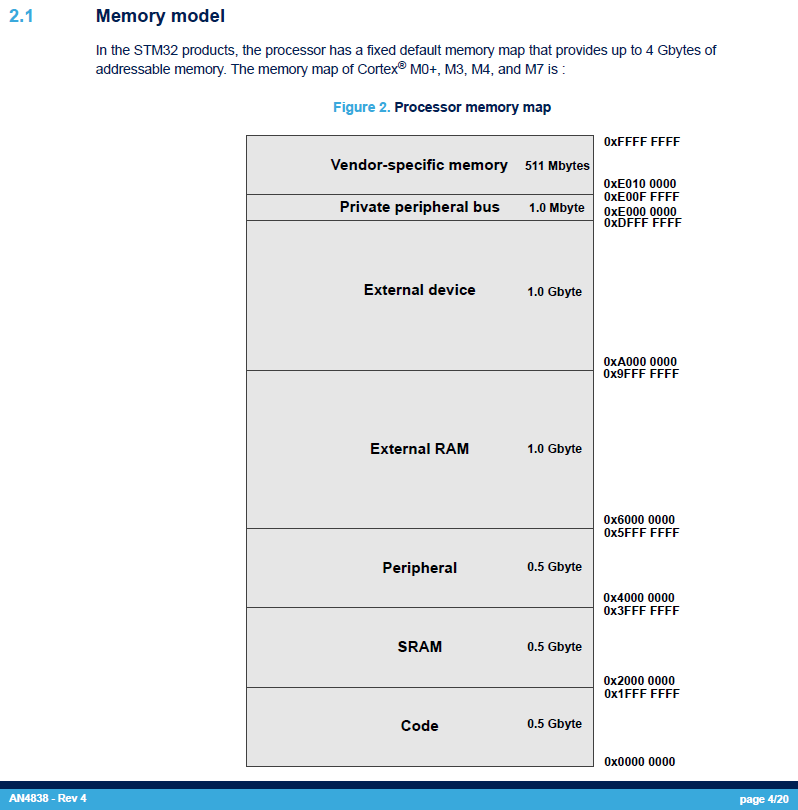 2.1 Memory model
In the STM32 products, the processor has a fixed default memory map that provides up to 4 Gbytes of
addressable memory. The memory map of Cortex® M0+, M3, M4, and M7 is :
Figure 2. Processor memory map
0xFFFF FFFF
Vendor-specific memory 511 Mbytes
0xE010 0000
0xE00F FFFF
Private peripheral bus 1.0 Mbyte
0xE000 0000
0xDFFF FFFF
External device 1.0 Gbyte
0xA000 0000
0x9FFF FFFF
External RAM 1.0 Gbyte
0x6000 0000
0x5FFF FFFF
Peripheral 0.5 Gbyte
0x4000 0000
0x3FFF FFFF
SRAM 0.5 Gbyte
0x2000 0000
0x1FFF FFFF
Code 0.5 Gbyte
0x0000 0000
AN4838 - Rev 4 page 4/20